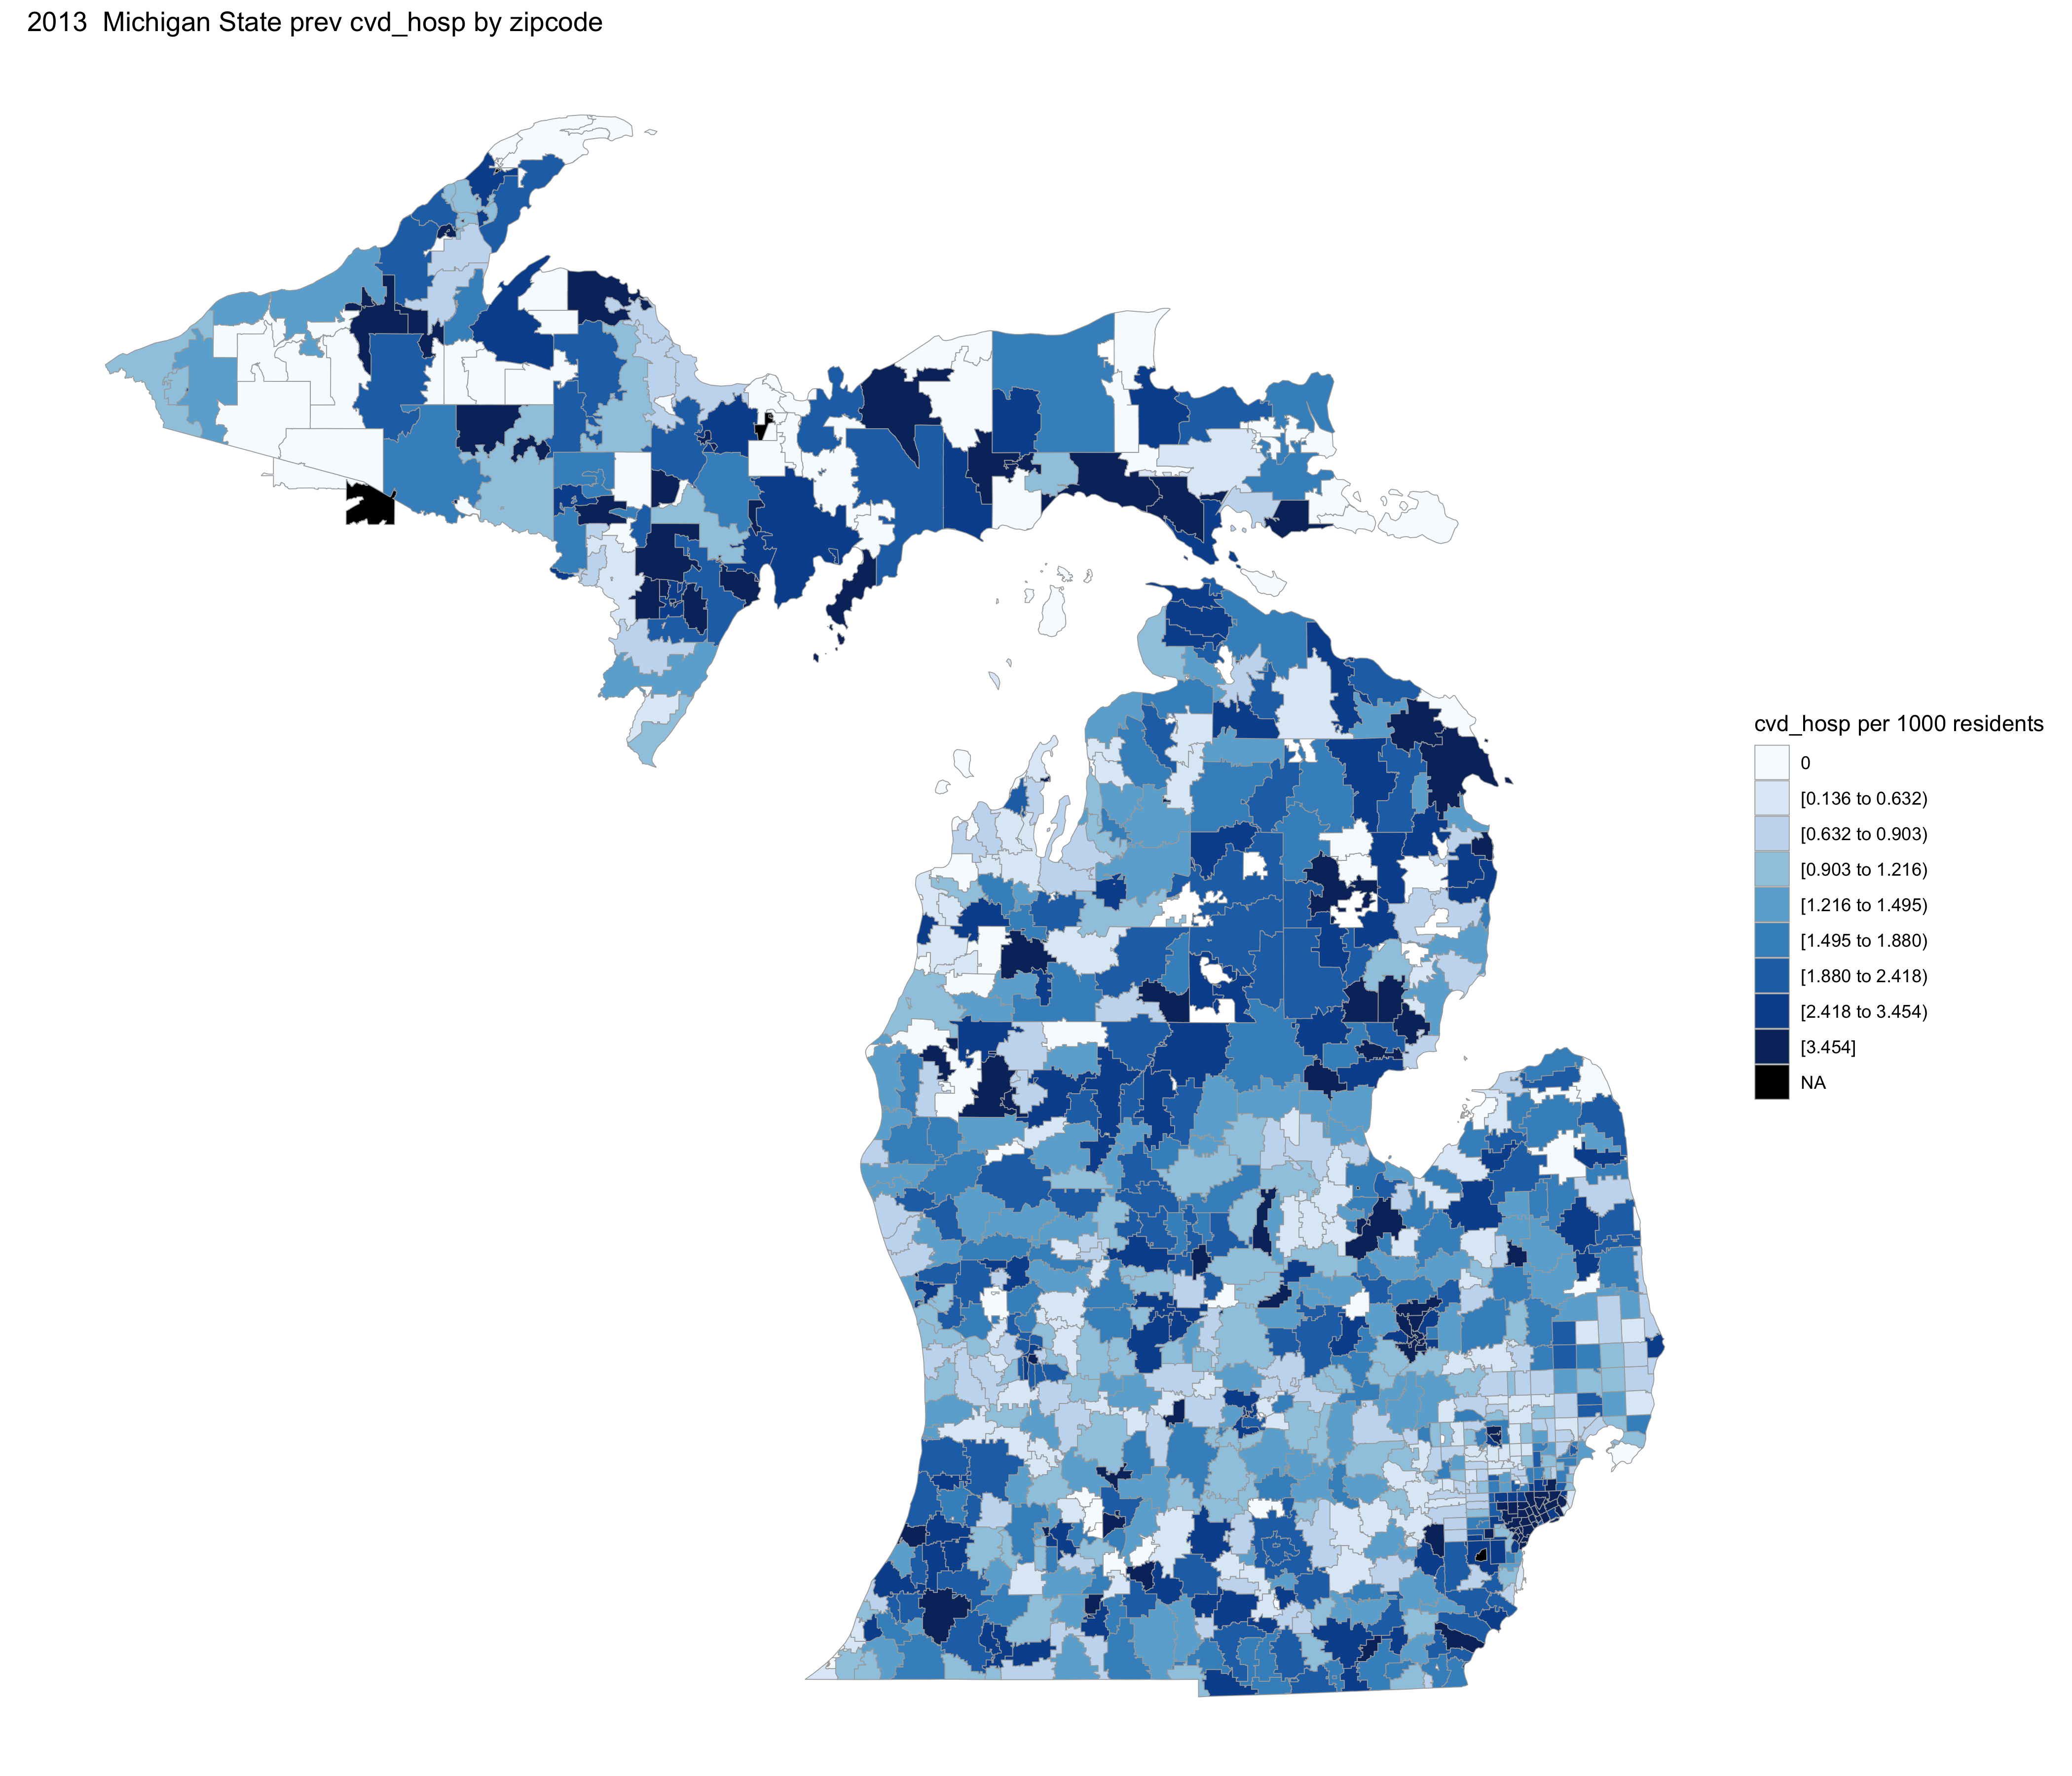 2013  Michigan State prev cvd_hosp by zipcode
cvd_hosp per 1000 residents
0
[0.136 to 0.632)
[0.632 to 0.903)
[0.903 to 1.216)
[1.216 to 1.495)
[1.495 to 1.880)
[1.880 to 2.418)
[2.418 to 3.454)
[3.454]
NA